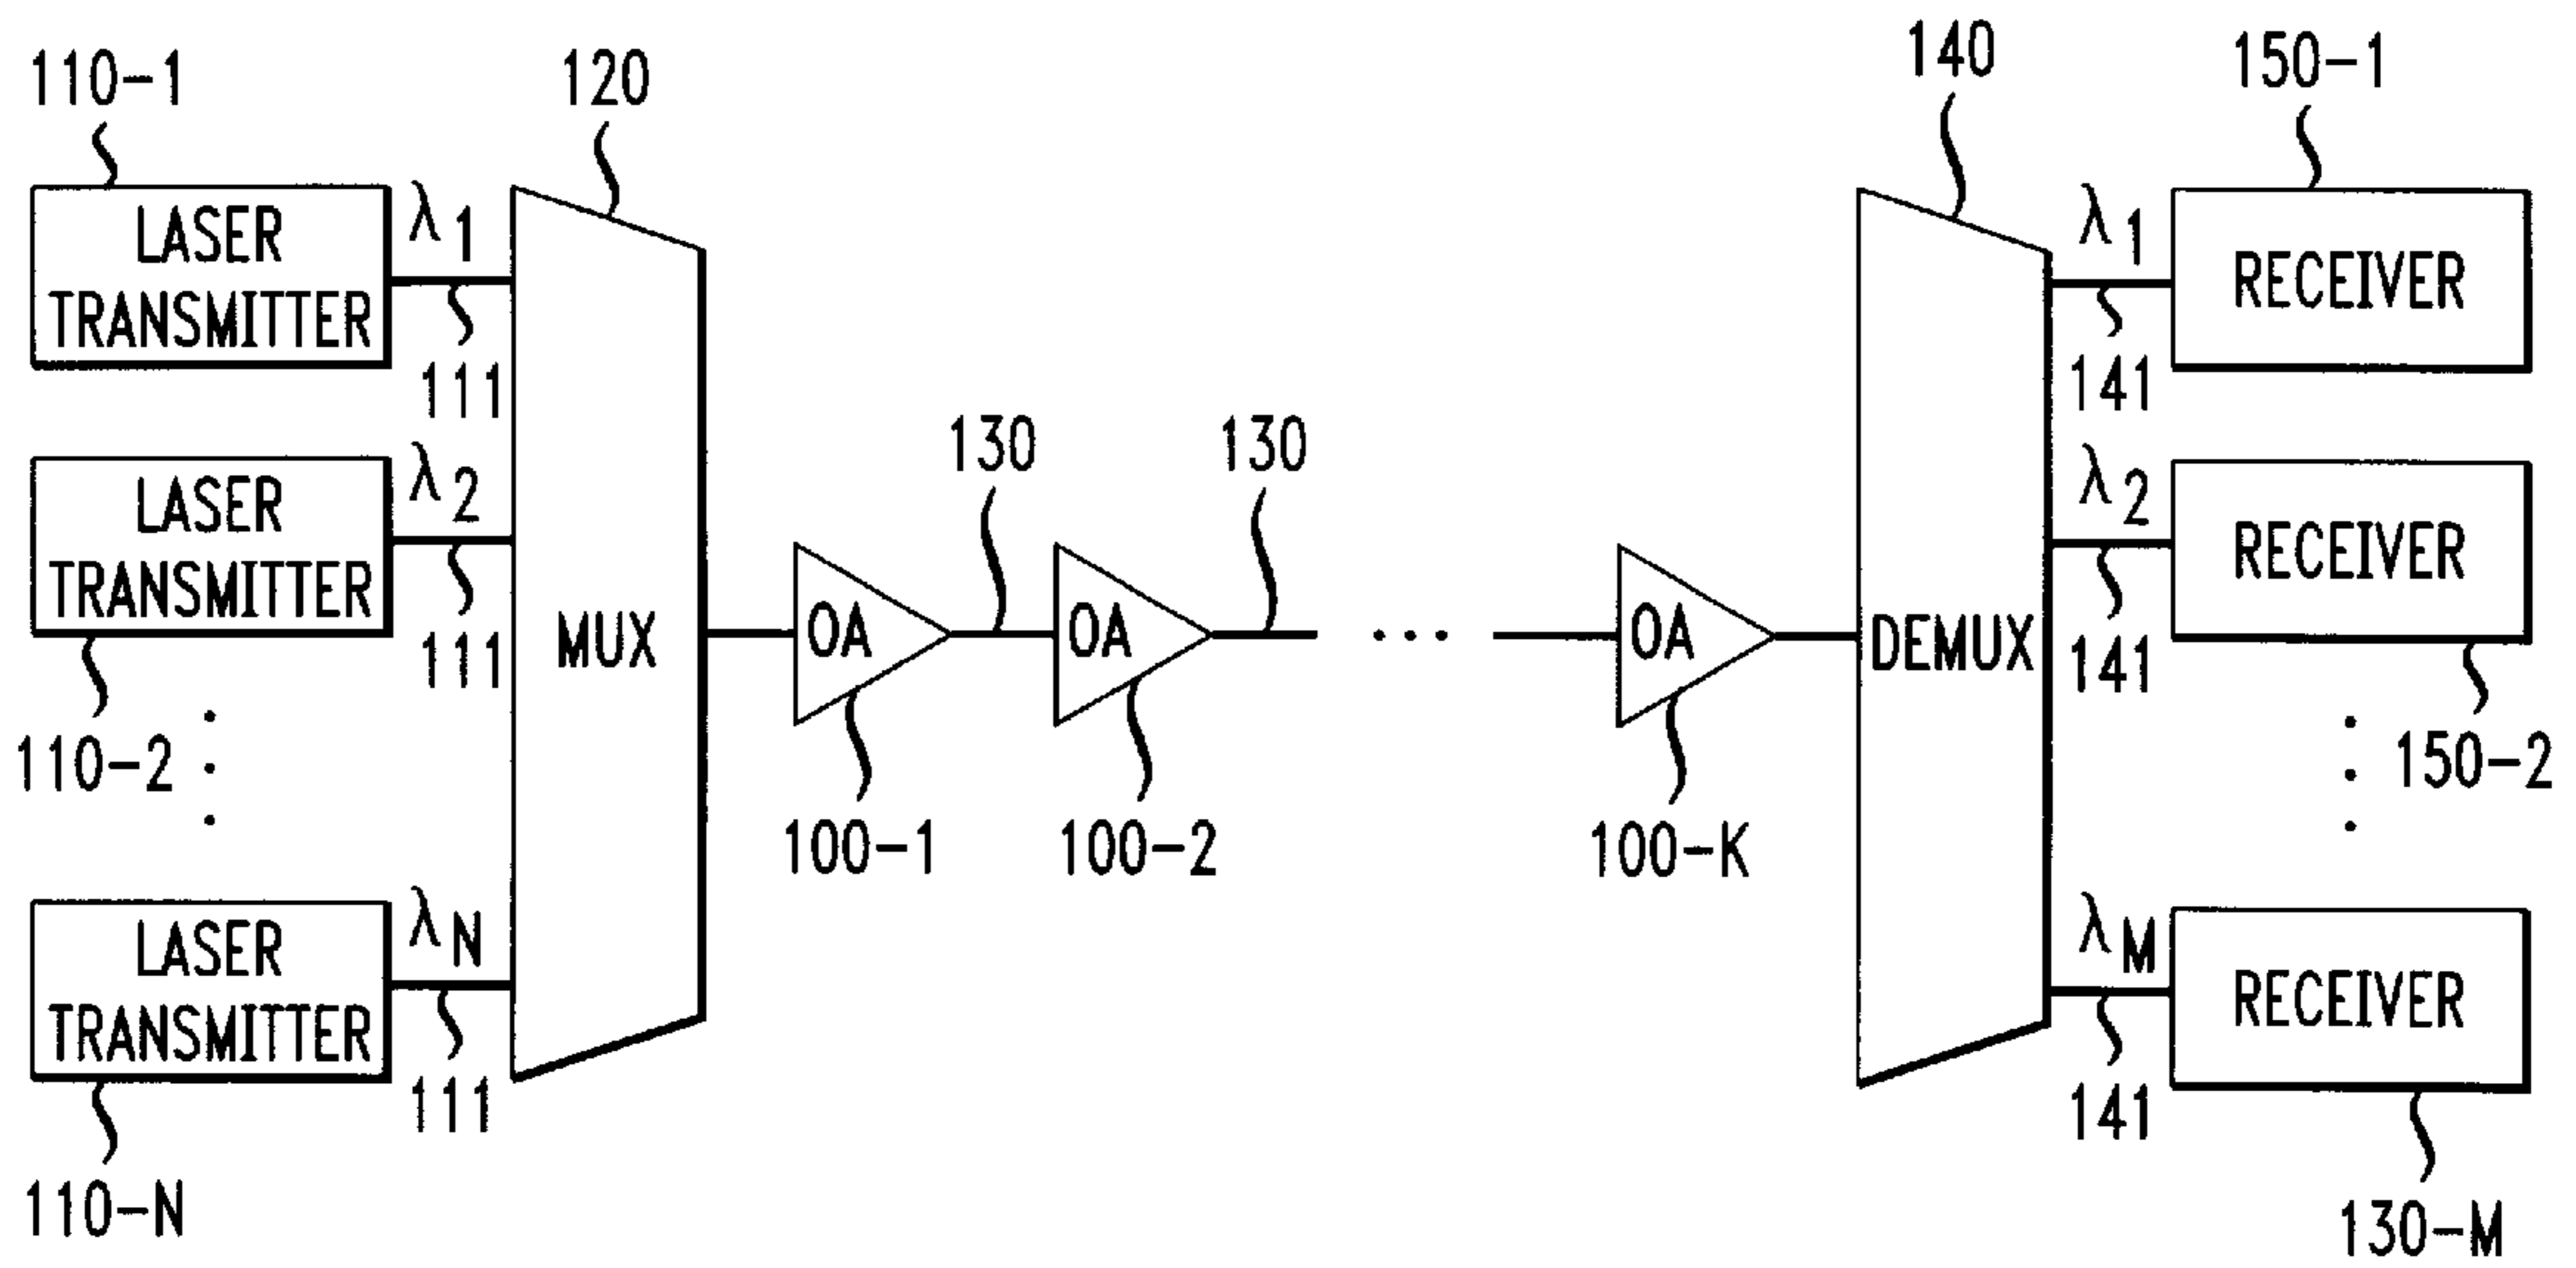 110-1
120
140
150-1
LASER
TRANSMITTER
λ1
111
MUX
DEMUX
λ1
141
RECEIVER
LASER
TRANSMITTER
λ2
111
110-2
130
130
OA
OA
OA
100-1
100-2
100-K
...
λ2
141
RECEIVER
150-2
LASER
TRANSMITTER
λN
111
110-N
λM
141
RECEIVER
130-M